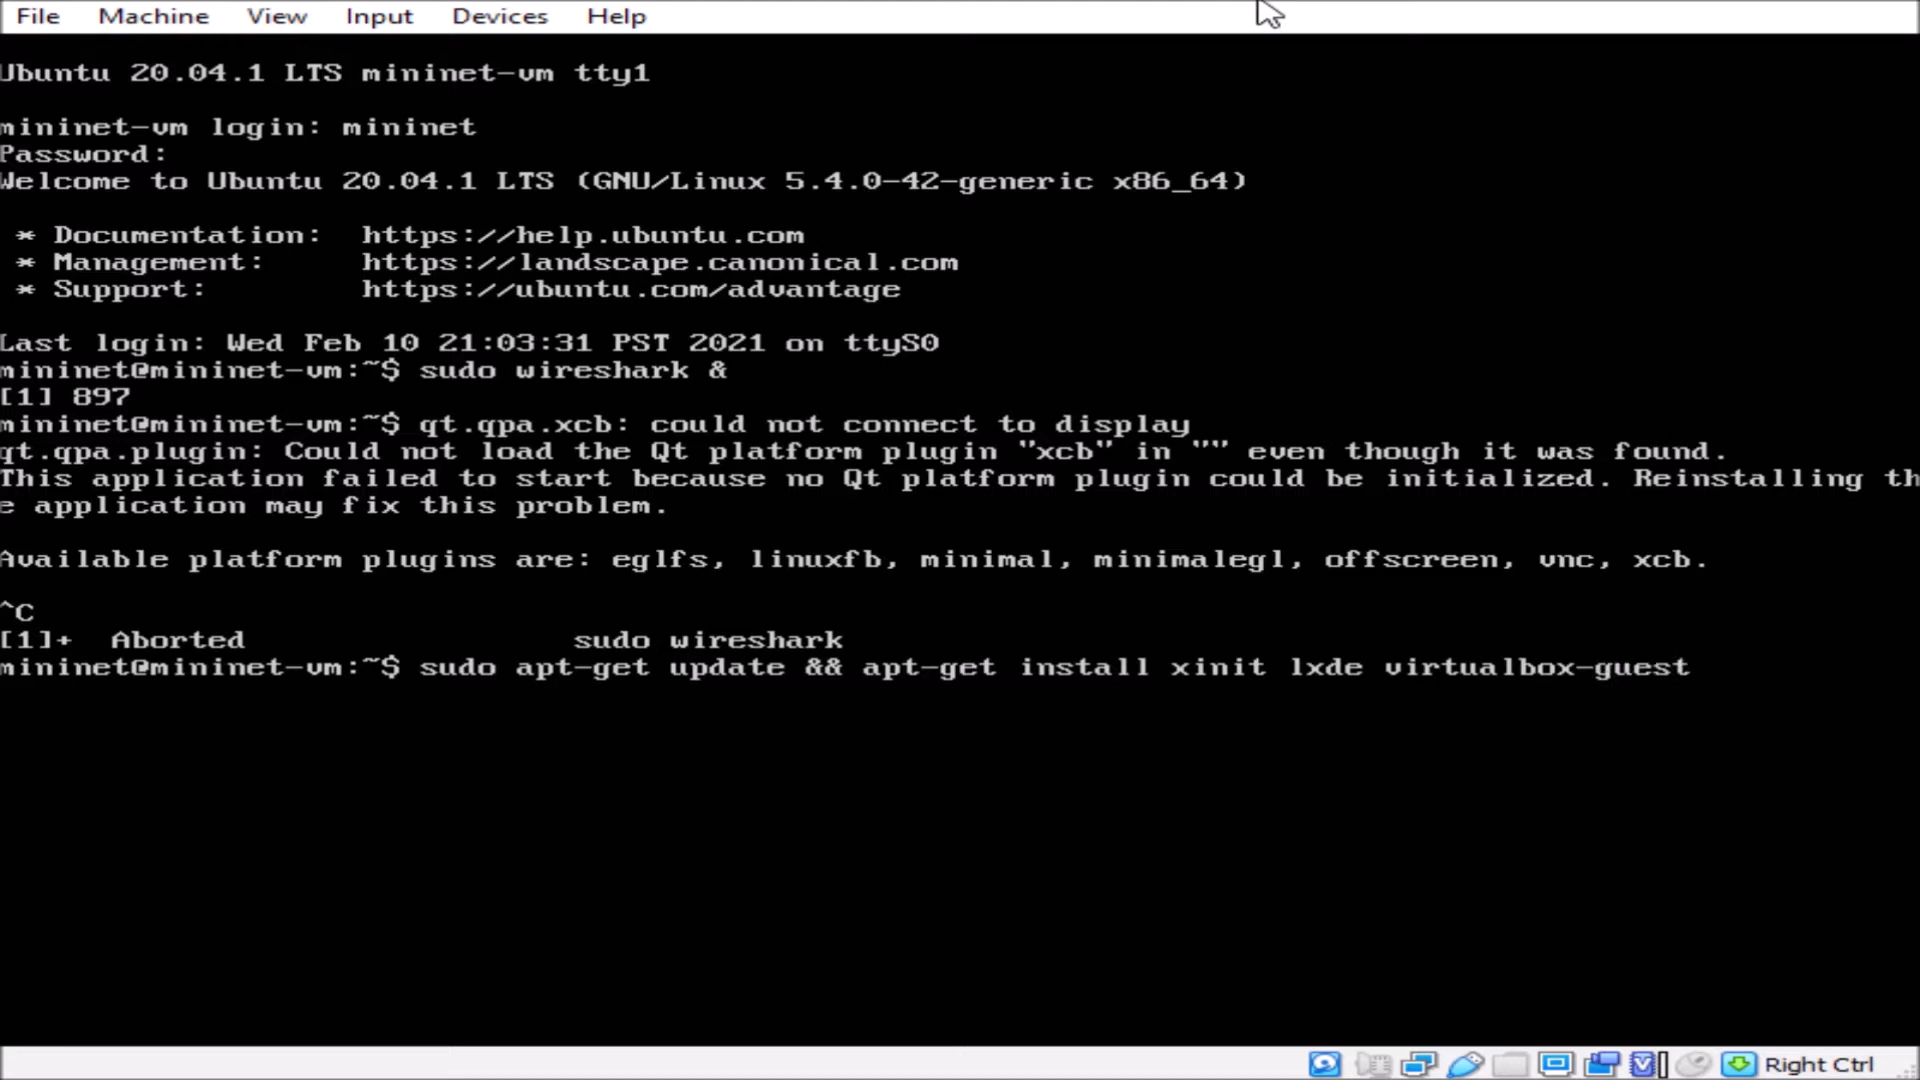 File Machine View Input Devices Help
Ubuntu 20.04.1 LTS mininet-vm tty1
mininet-vm login: mininet
Password:
Welcome to Ubuntu 20.04.1 LTS (GNU/Linux 5.4.0-42-generic x86_64)
* Documentation: https://help.ubuntu.com
* Management: https://landscape.canonical.com
* Support: https://ubuntu.com/advantage
Last login: Wed Feb 10 21:03:31 PST 2021 on ttyS0
mininet@mininet-vm:~$ sudo wireshark &
[1] 897
mininet@mininet-vm:~$ qt.qpa.xcb: could not connect to display
qt.qpa.plugin: Could not load the Qt platform plugin "xcb" in "" even though it was found.
This application failed to start because no Qt platform plugin could be initialized. Reinstalling th
e application may fix this problem.
Available platform plugins are: eglfs, linuxfb, minimal, minimalegl, offscreen, vnc, xcb.
^C
[1]+ Aborted sudo wireshark
mininet@mininet-vm:~$ sudo apt-get update && apt-get install xinit lxde virtualbox-guest
Right Ctrl